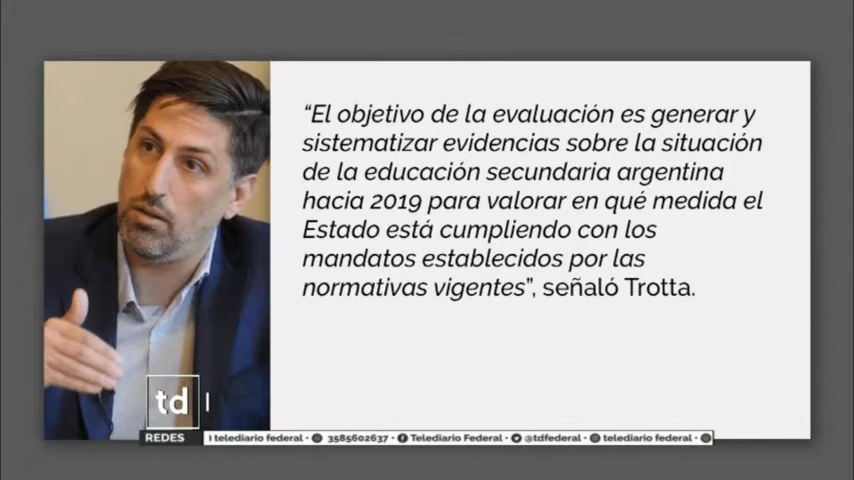 “El objetivo de la evaluación es generar y
sistematizar evidencias sobre la situación
de la educación secundaria argentina
hacia 2019 para valorar en qué medida el
Estado está cumpliendo con los
mandatos establecidos por las
normativas vigentes”, señaló Trotta.
td
REDES
telediario federal • 3585602637 • Telediario Federal • @tdfederal • telediario federal •